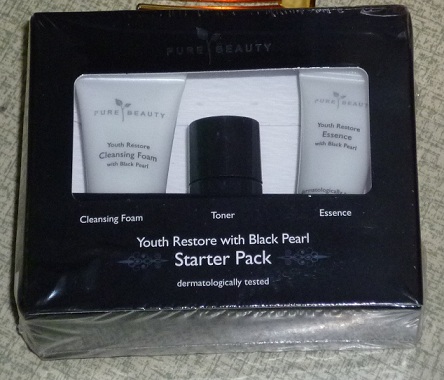 PURE BEAUTY
PURE BEAUTY
Youth Restore
Cleansing Foam
with Black Pearl
PURE BEAUTY
Youth Restore
Essence
with Black Pearl
dermatologically
Cleansing Foam
Toner
Essence
Youth Restore with Black Pearl
Starter Pack
dermatologically tested